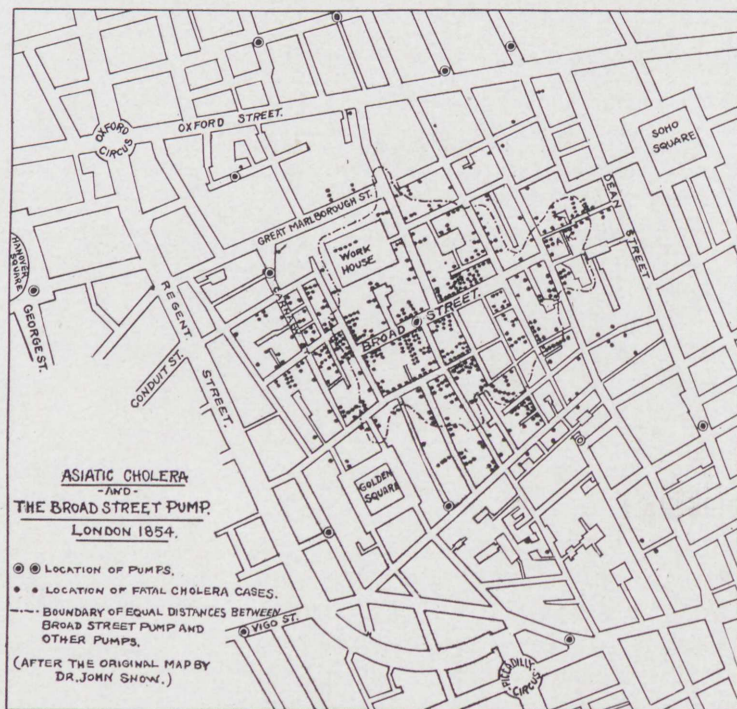 OXFORD STREET.
OXFORD
CIRCUS
SOHO
SQUARE
GREAT MARLBOROUGH ST.
DEAN
STREET
WORK
HOUSE
HANOVER
SQUARE
GEORGE ST.
REGENT STREET.
CONDUIT ST.
BROAD STREET.
GOLDEN
SQUARE
ASIATIC CHOLERA
-AND-
THE BROAD STREET PUMP.
LONDON 1854.
LOCATION OF PUMPS.
LOCATION OF FATAL CHOLERA CASES.
BOUNDARY OF EQUAL DISTANCES BETWEEN
BROAD STREET PUMP AND
OTHER PUMPS.
(AFTER THE ORIGINAL MAP BY
DR. JOHN SNOW.)
VIGO ST.
PICCADILLY
CIRCUS